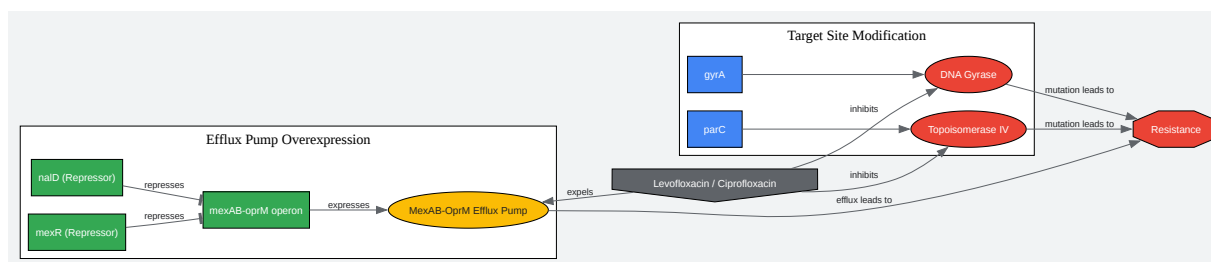 Target Site Modification
gyrA
DNA Gyrase
mutation leads to
inhibits
parC
Topoisomerase IV
mutation leads to
Resistance
Efflux Pump Overexpression
nalD (Repressor)
represses
mexR (Repressor)
represses
mexAB-oprM operon
expresses
MexAB-OprM Efflux Pump
expels
Levofloxacin / Ciprofloxacin
inhibits
efflux leads to